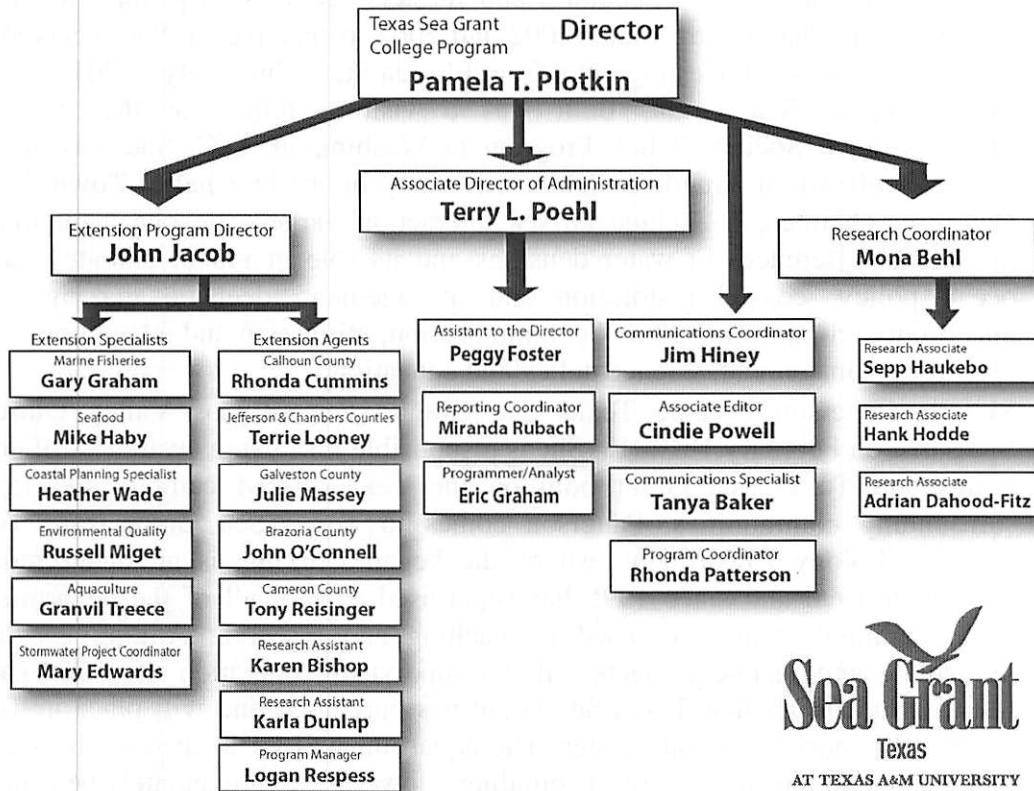 Texas Sea Grant
College Program
Director
Pamela T. Plotkin
Associate Director of Administration
Terry L. Poehl
Extension Program Director
John Jacob
Research Coordinator
Mona Behl
Extension Specialists
Marine Fisheries
Gary Graham
Seafood
Mike Haby
Coastal Planning Specialist
Heather Wade
Environmental Quality
Russell Miget
Aquaculture
Granvil Treece
Stormwater Project Coordinator
Mary Edwards
Extension Agents
Calhoun County
Rhonda Cummins
Jefferson & Chambers Counties
Terrie Looney
Galveston County
Julie Massey
Brazoria County
John O'Connell
Cameron County
Tony Reisinger
Research Assistant
Karen Bishop
Research Assistant
Karla Dunlap
Program Manager
Logan Respess
Assistant to the Director
Peggy Foster
Reporting Coordinator
Miranda Rubach
Programmer/Analyst
Eric Graham
Communications Coordinator
Jim Hiney
Associate Editor
Cindie Powell
Communications Specialist
Tanya Baker
Program Coordinator
Rhonda Patterson
Research Associate
Sepp Haukebo
Research Associate
Hank Hodde
Research Associate
Adrian Dahood-Fitz
Sea Grant
Texas
AT TEXAS A&M UNIVERSITY